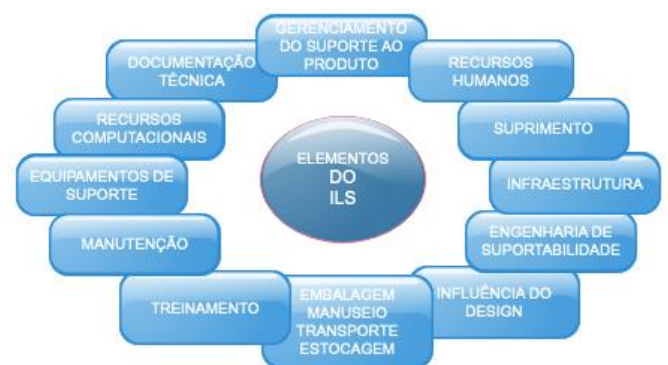 GERENCIAMENTO
DO SUPORTE AO
PRODUTO
RECURSOS
HUMANOS
SUPRIMENTO
INFRAESTRUTURA
ENGENHARIA DE
SUPORTABILIDADE
INFLUÊNCIA DO
DESIGN
EMBALAGEM
MANUSEIO
TRANSPORTE
ESTOCAGEM
TREINAMENTO
MANUTENÇÃO
EQUIPAMENTOS DE
SUPORTE
RECURSOS
COMPUTACIONAIS
DOCUMENTAÇÃO
TÉCNICA
ELEMENTOS
DO
ILS